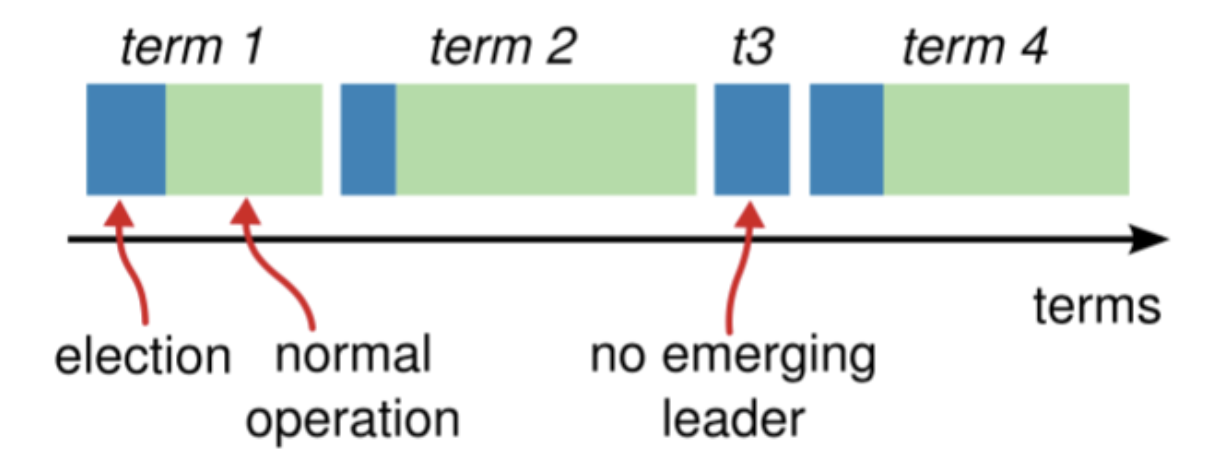 term 1
term 2
t3
term 4
terms
election
normal
operation
no emerging
leader